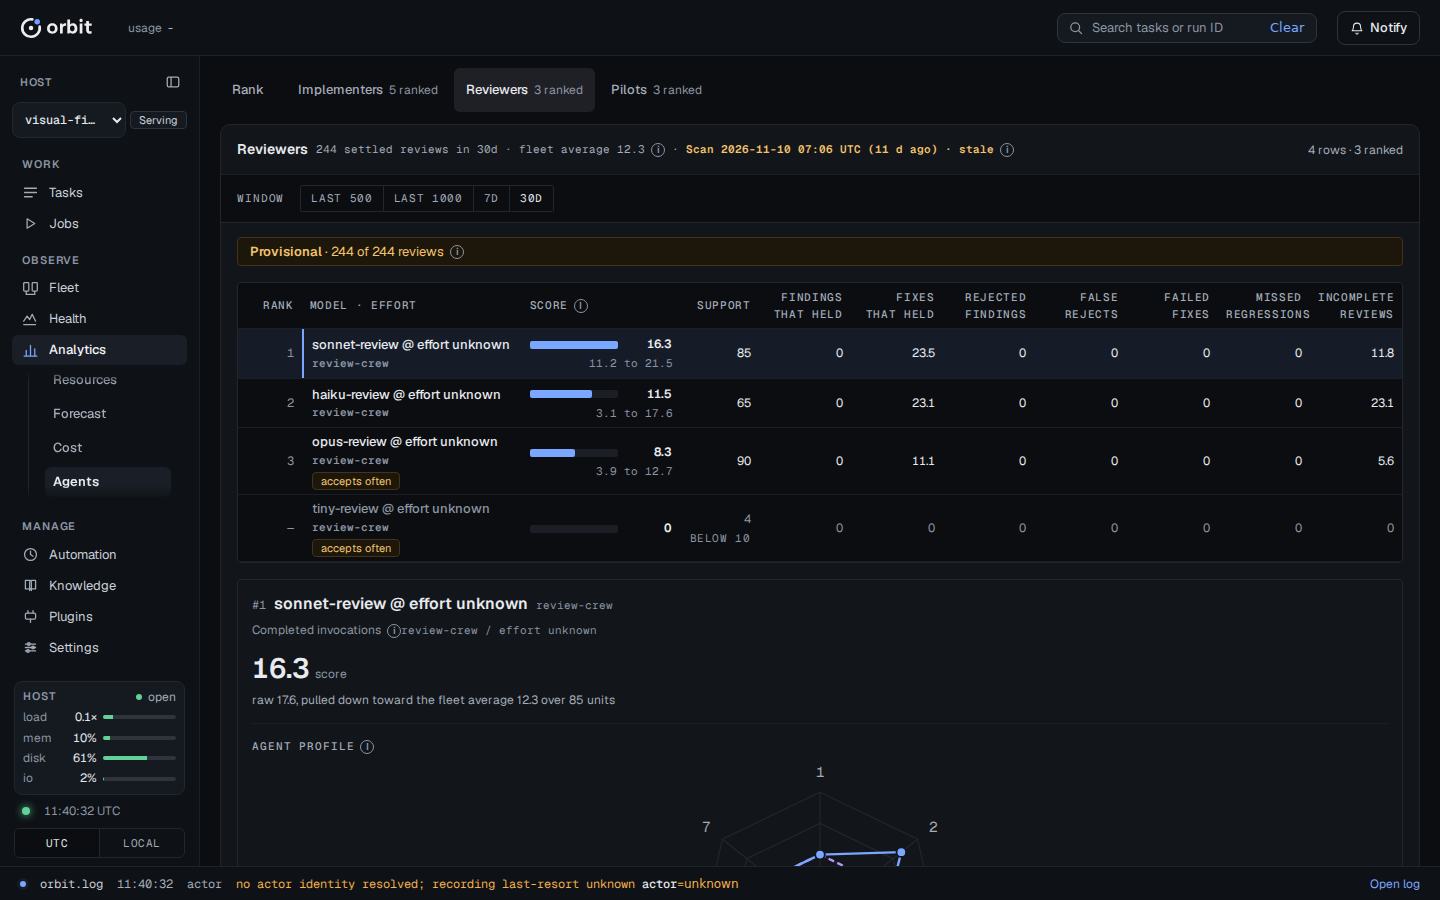 orbit
usage -
Search tasks or run ID
Clear
Notify
HOST
visual-fi…
Serving
WORK
Tasks
Jobs
OBSERVE
Fleet
Health
Analytics
Resources
Forecast
Cost
Agents
MANAGE
Automation
Knowledge
Plugins
Settings
HOST open
load 0.1×
mem 10%
disk 61%
io 2%
11:40:32 UTC
UTC LOCAL
Rank Implementers 5 ranked Reviewers 3 ranked Pilots 3 ranked
Reviewers 244 settled reviews in 30d · fleet average 12.3 · Scan 2026-11-10 07:06 UTC (11 d ago) · stale 4 rows · 3 ranked
WINDOW LAST 500 LAST 1000 7D 30D
Provisional · 244 of 244 reviews
RANK MODEL · EFFORT SCORE SUPPORT FINDINGS THAT HELD FIXES THAT HELD REJECTED FINDINGS FALSE REJECTS FAILED FIXES MISSED REGRESSIONS INCOMPLETE REVIEWS
1 sonnet-review @ effort unknown 16.3 85 0 23.5 0 0 0 0 11.8
review-crew 11.2 to 21.5
2 haiku-review @ effort unknown 11.5 65 0 23.1 0 0 0 0 23.1
review-crew 3.1 to 17.6
3 opus-review @ effort unknown 8.3 90 0 11.1 0 0 0 0 5.6
review-crew 3.9 to 12.7
accepts often
– tiny-review @ effort unknown 0 4 0 0 0 0 0 0 0
review-crew BELOW 10
accepts often
#1 sonnet-review @ effort unknown review-crew
Completed invocations review-crew / effort unknown
16.3 score
raw 17.6, pulled down toward the fleet average 12.3 over 85 units
AGENT PROFILE
1
7
2
orbit.log 11:40:32 actor no actor identity resolved; recording last-resort unknown actor=unknown Open log